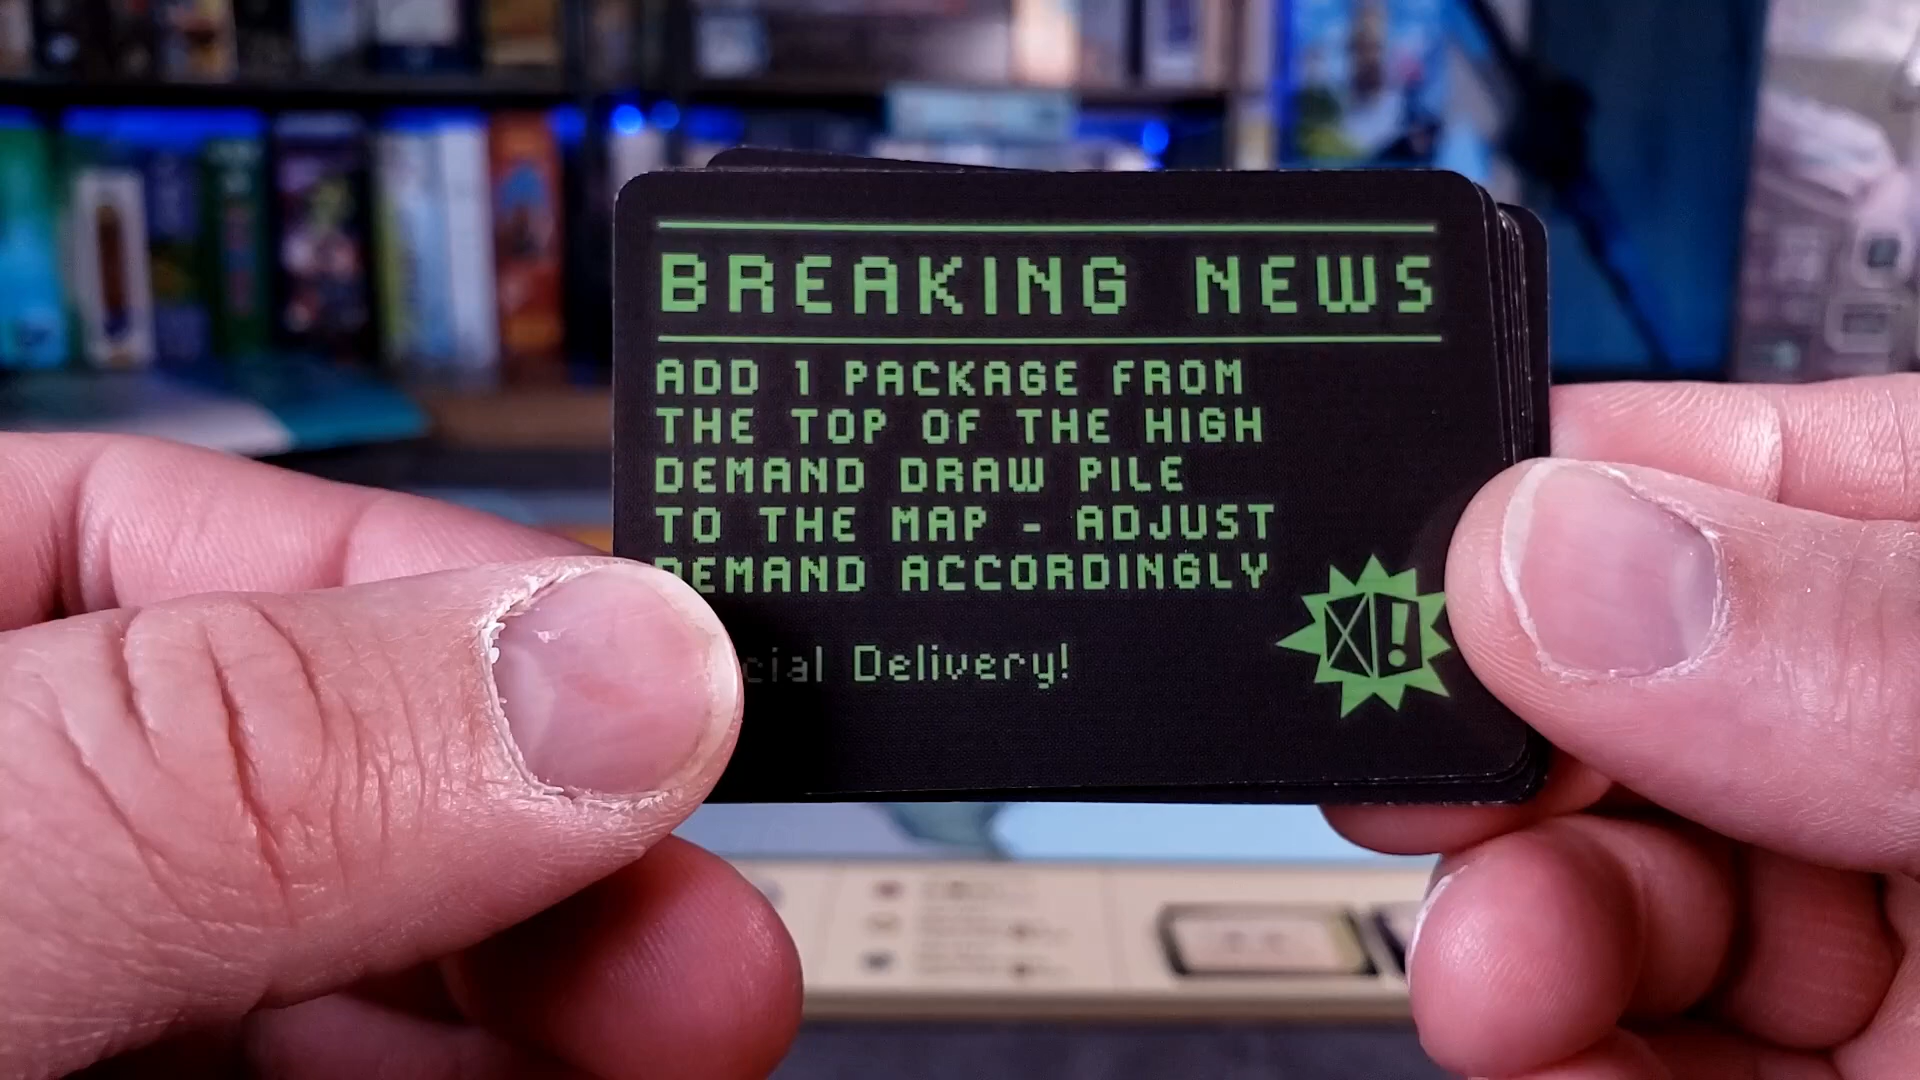 BREAKING NEWS
ADD 1 PACKAGE FROM
THE TOP OF THE HIGH
DEMAND DRAW PILE
TO THE MAP - ADJUST
DEMAND ACCORDINGLY
Delivery!
!